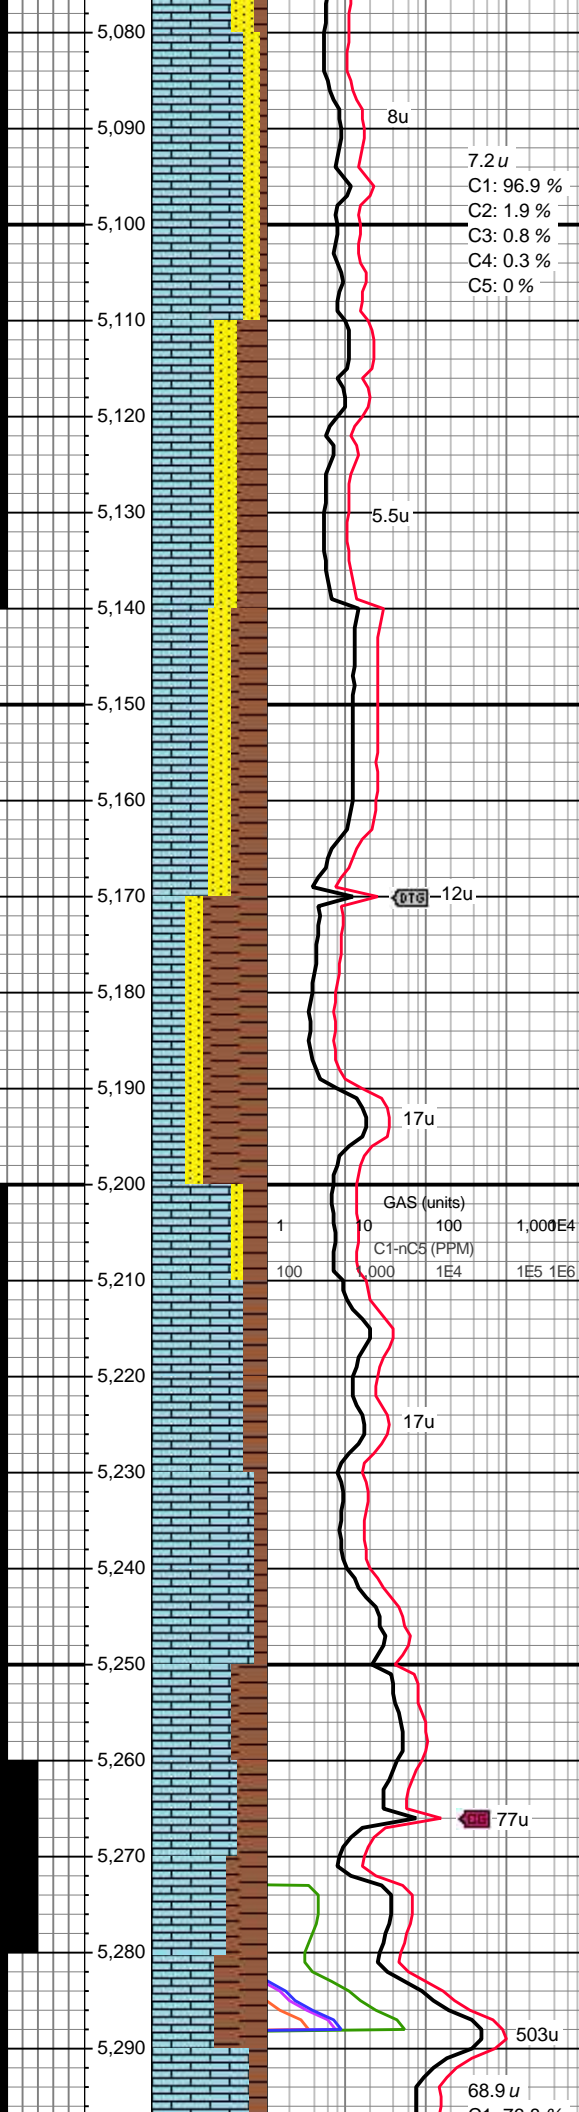 5,080
8u
5,090
7.2 u
C1: 96.9 %
C2: 1.9 %
5,100
C3: 0.8 %
C4: 0.3 %
C5: 0 %
5,110
5,120
5.5u
5,130
5,140
5,150
5,160
5,170
DTG
12u
5,180
5,190
17u
5,200
GAS (units)
1 10 100 1,000 1E4
C1-nC5 (PPM)
5,210
100 1,000 1E4 1E5 1E6
5,220
17u
5,230
5,240
5,250
5,260
CG
77u
5,270
5,280
5,290
503u
68.9 u